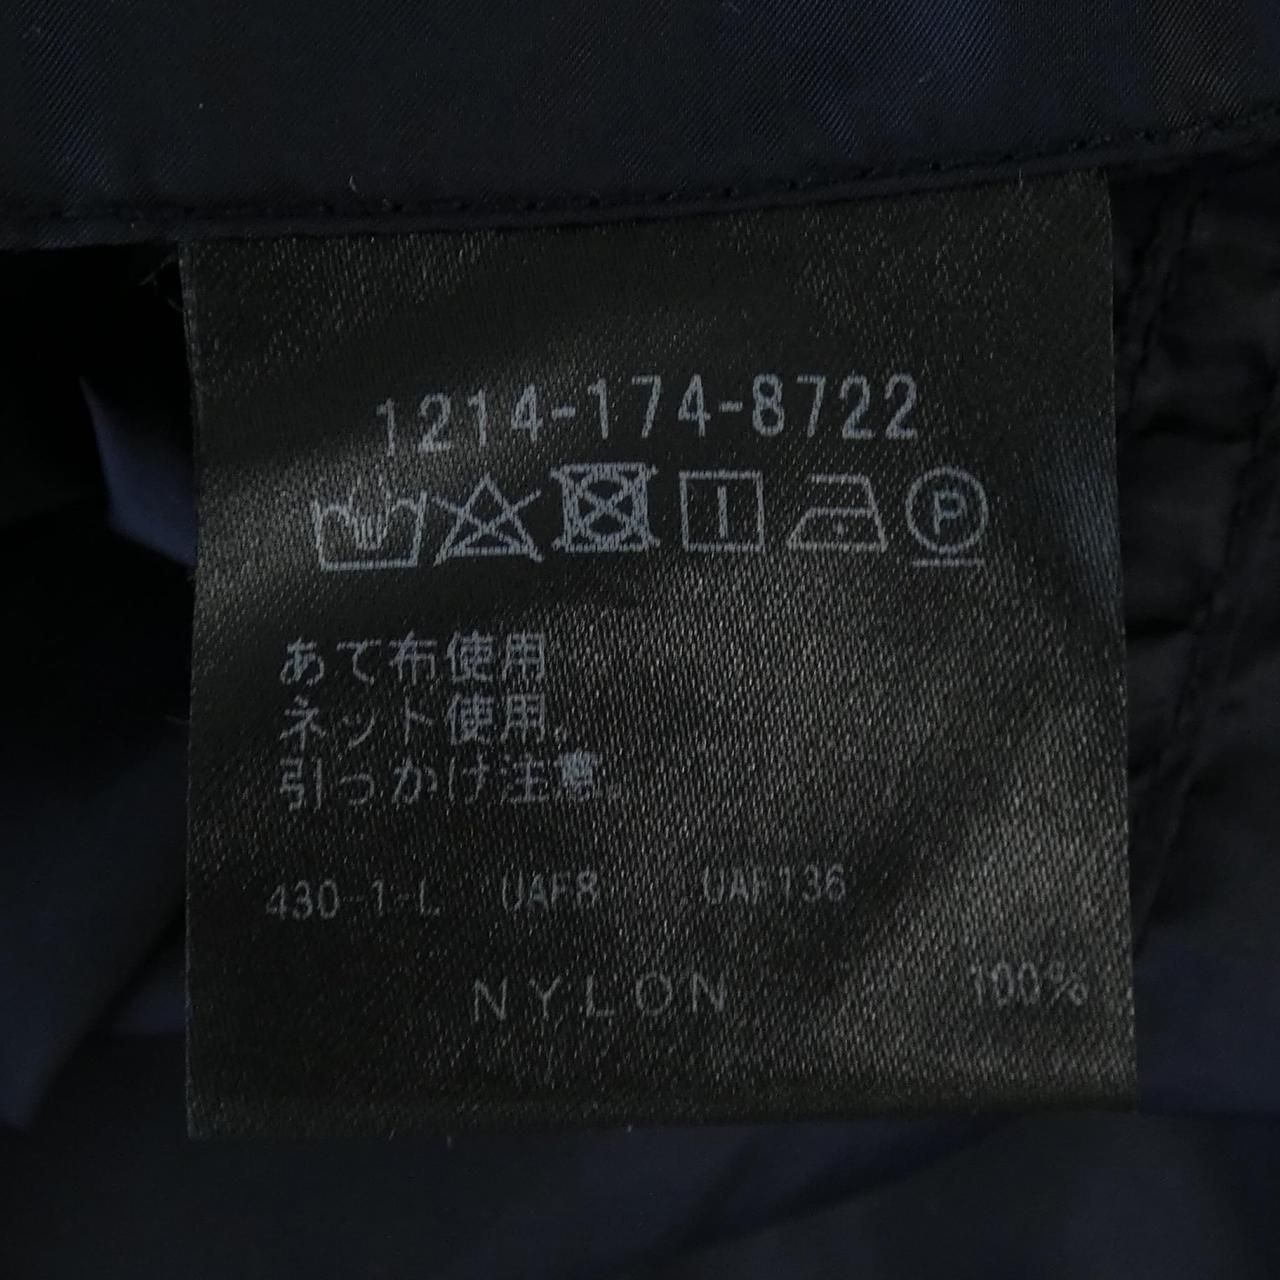 1214-174-8722
P
あて布使用
ネット使用.
引っかけ注意.
430-1-L UAF8 UAF136
NYLON 100%